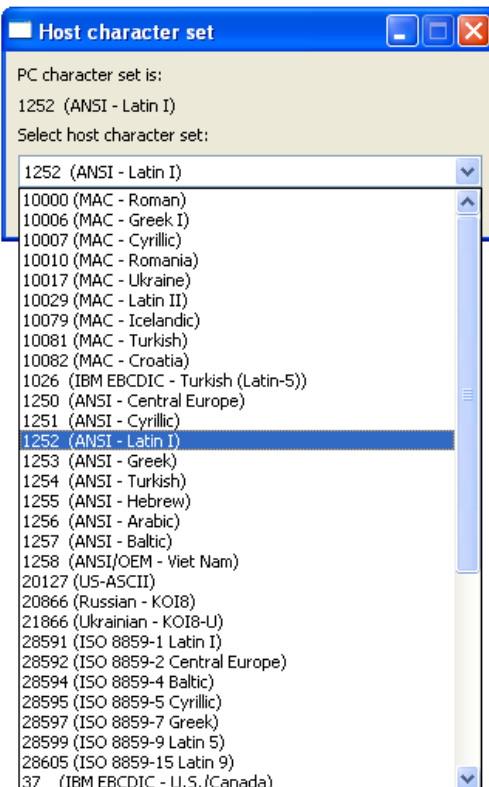 Host character set
PC character set is:
1252 (ANSI - Latin I)
Select host character set:
1252 (ANSI - Latin I)
10000 (MAC - Roman)
10006 (MAC - Greek I)
10007 (MAC - Cyrillic)
10010 (MAC - Romania)
10017 (MAC - Ukraine)
10029 (MAC - Latin II)
10079 (MAC - Icelandic)
10081 (MAC - Turkish)
10082 (MAC - Croatia)
1026 (IBM EBCDIC - Turkish (Latin-5))
1250 (ANSI - Central Europe)
1251 (ANSI - Cyrillic)
1252 (ANSI - Latin I)
1253 (ANSI - Greek)
1254 (ANSI - Turkish)
1255 (ANSI - Hebrew)
1256 (ANSI - Arabic)
1257 (ANSI - Baltic)
1258 (ANSI/OEM - Viet Nam)
20127 (US-ASCII)
20866 (Russian - KOI8)
21866 (Ukrainian - KOI8-U)
28591 (ISO 8859-1 Latin I)
28592 (ISO 8859-2 Central Europe)
28594 (ISO 8859-4 Baltic)
28595 (ISO 8859-5 Cyrillic)
28597 (ISO 8859-7 Greek)
28599 (ISO 8859-9 Latin 5)
28605 (ISO 8859-15 Latin 9)
37 (IBM EBCDIC - U.S./Canada)